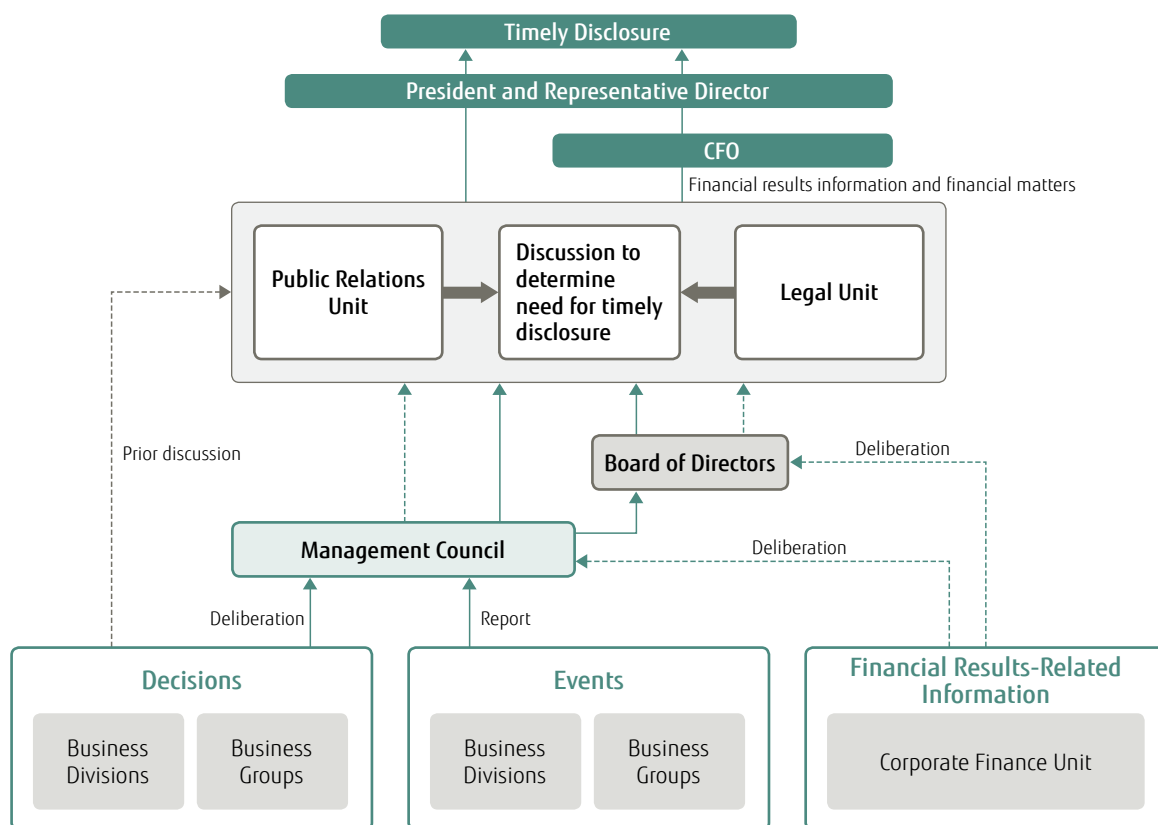 Timely Disclosure
President and Representative Director
CFO
Financial results information and financial matters
Public Relations
Unit
Discussion to
determine
need for timely
disclosure
Legal Unit
Prior discussion
Board of Directors
Deliberation
Management Council
Deliberation
Deliberation
Report
Decisions
Business
Divisions
Business
Groups
Events
Business
Divisions
Business
Groups
Financial Results-Related
Information
Corporate Finance Unit